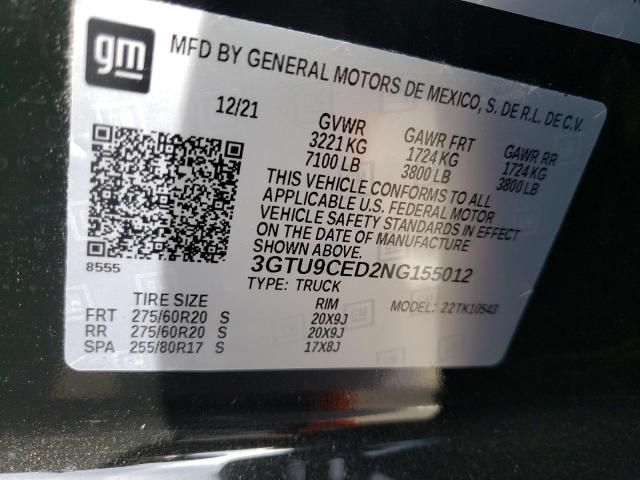 gm
MFD BY GENERAL MOTORS DE MEXICO, S. DE R.L. DE C.V.
12/21
GVWR GAWR FRT GAWR RR
3221 KG 1724 KG 1724 KG
7100 LB 3800 LB 3800 LB
THIS VEHICLE CONFORMS TO ALL
APPLICABLE U.S. FEDERAL MOTOR
VEHICLE SAFETY STANDARDS IN EFFECT
ON THE DATE OF MANUFACTURE
SHOWN ABOVE.
8555
3GTU9CED2NG155012
TYPE: TRUCK
TIRE SIZE RIM MODEL: 22TK10543
FRT 275/60R20 S 20X9J
RR 275/60R20 S 20X9J
SPA 255/80R17 S 17X8J